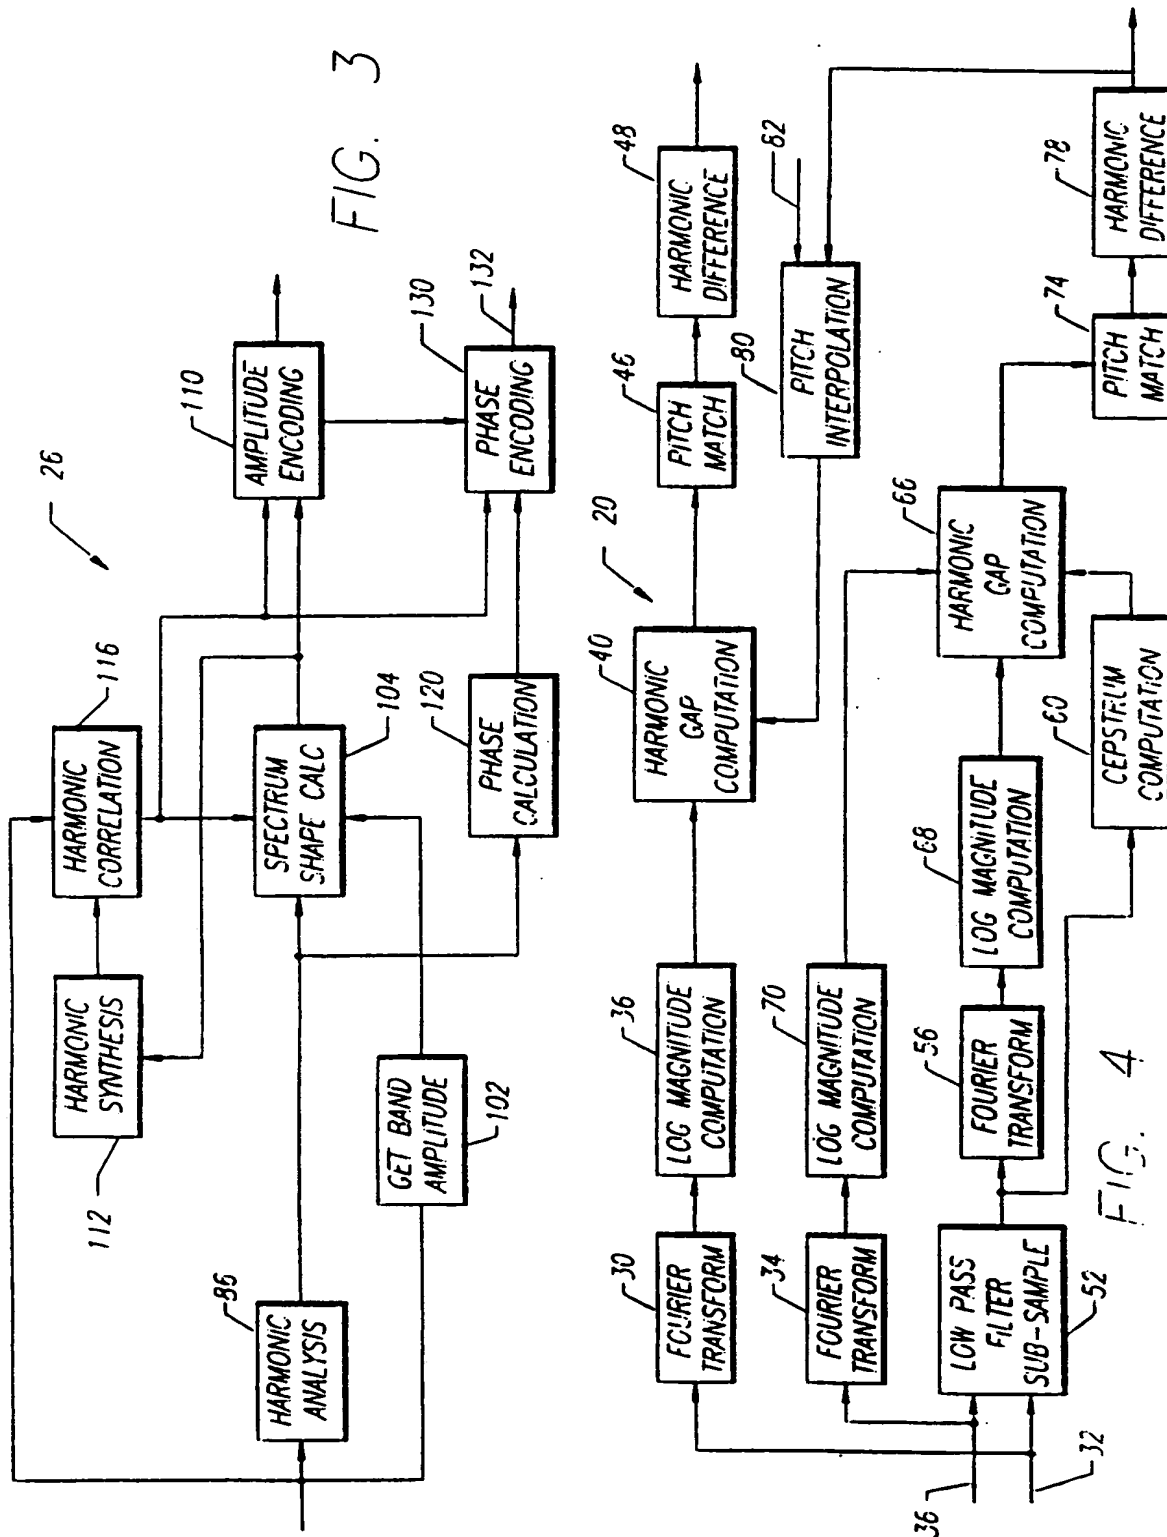 FIG. 3
26
HARMONIC
ANALYSIS
86
112
HARMONIC
SYNTHESIS
HARMONIC
CORRELATION
116
GET BAND
AMPLITUDE
102
SPECTRUM
SHAPE CALC
104
PHASE
CALCULATION
120
AMPLITUDE
ENCODING
110
PHASE
ENCODING
130
132
FIG. 4
20
36
32
FOURIER
TRANSFORM
30
FOURIER
TRANSFORM
34
LOW PASS
FILTER
SUB-SAMPLE
52
LOG MAGNITUDE
COMPUTATION
36
LOG MAGNITUDE
COMPUTATION
70
FOURIER
TRANSFORM
56
LOG MAGNITUDE
COMPUTATION
68
CEPSTRUM
COMPUTATION
60
HARMONIC
GAP
COMPUTATION
40
HARMONIC
GAP
COMPUTATION
66
PITCH
MATCH
46
HARMONIC
DIFFERENCE
48
PITCH
INTERPOLATION
80
62
PITCH
MATCH
74
HARMONIC
DIFFERENCE
78